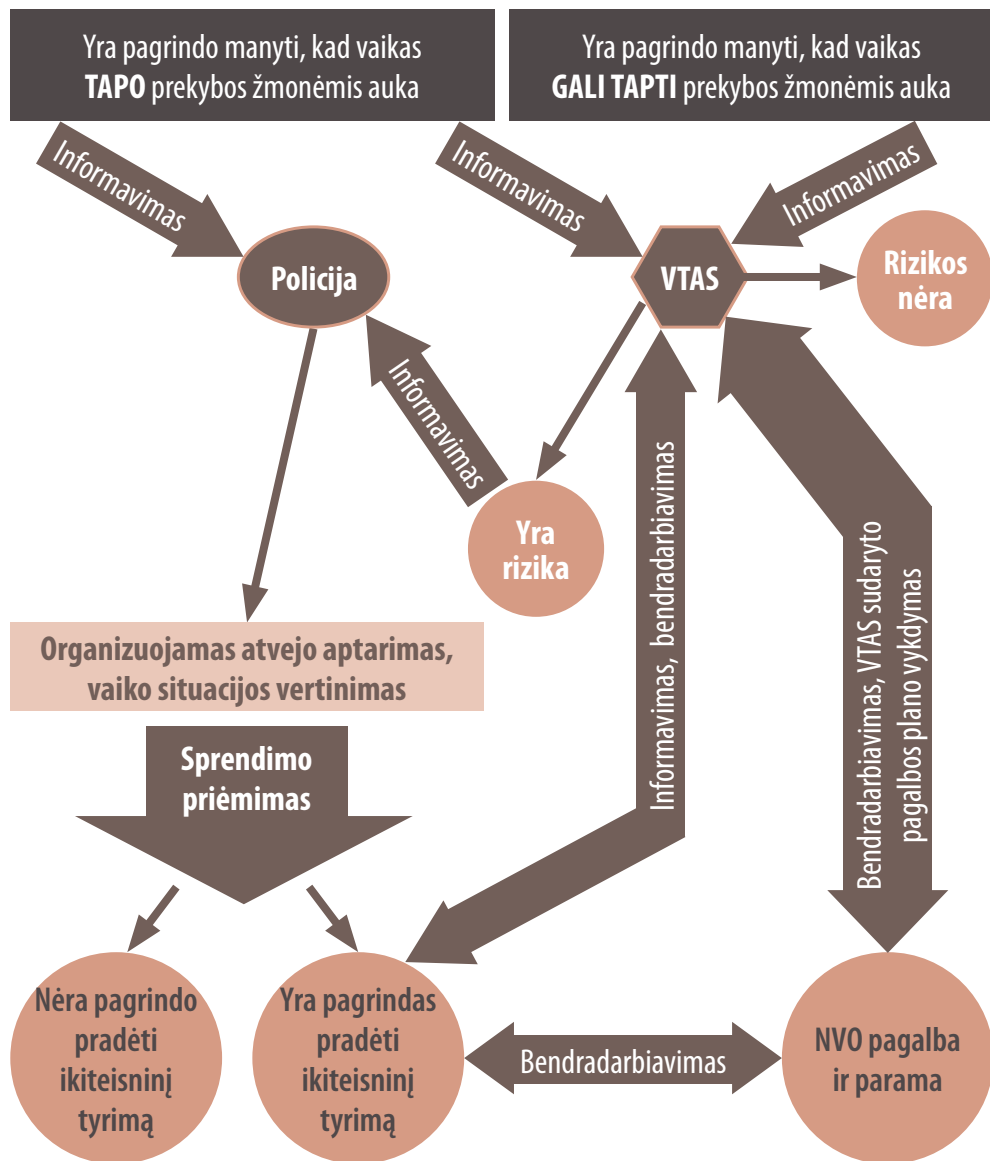 Yra pagrindo manyti, kad vaikas
TAPO prekybos žmonėmis auka
Yra pagrindo manyti, kad vaikas
GALI TAPTI prekybos žmonėmis auka
Informavimas
Informavimas
Informavimas
Policija
VTAS
Rizikos
nėra
Informavimas
Yra
rizika
Informavimas, bendradarbiavimas
Bendradarbiavimas, VTAS sudaryto
pagalbos plano vykdymas
Organizuojamas atvejo aptarimas,
vaiko situacijos vertinimas
Sprendimo
priėmimas
Nėra pagrindo
pradėti
ikiteisninį
tyrimą
Yra pagrindas
pradėti
ikiteisninį
tyrimą
Bendradarbiavimas
NVO pagalba
ir parama